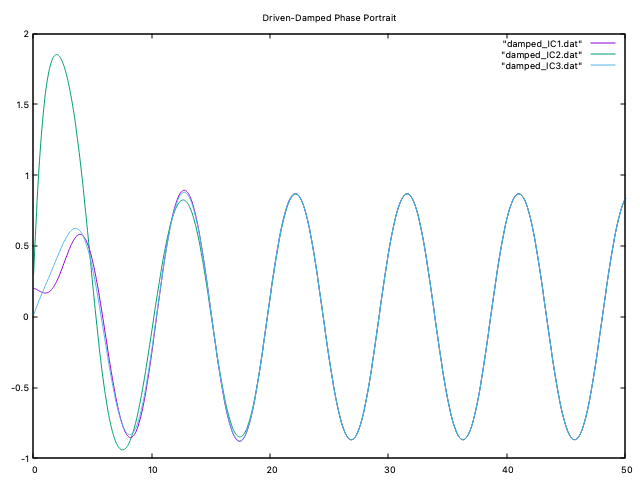 Driven-Damped Phase Portrait
"damped_IC1.dat"
"damped_IC2.dat"
"damped_IC3.dat"
2
1.5
1
0.5
0
-0.5
-1
0 10 20 30 40 50